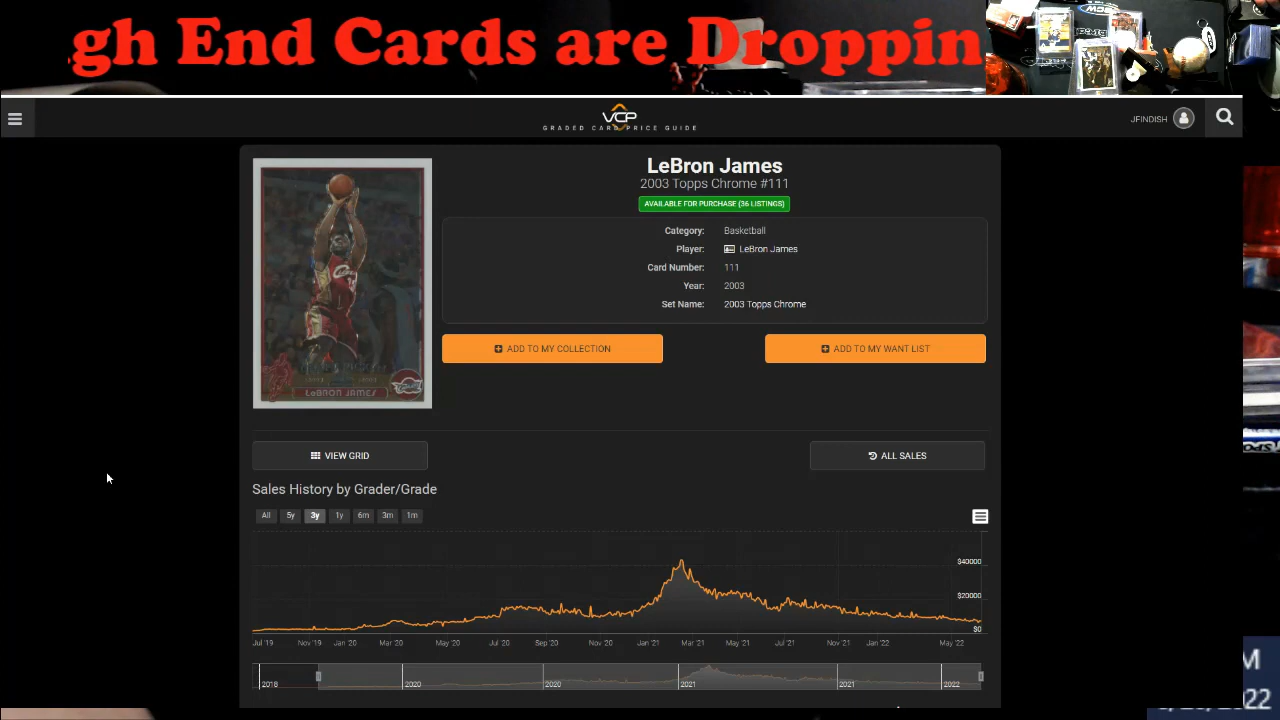 gh End Cards are Droppin
VCP
GRADED CARD PRICE GUIDE
JFINDISH
LeBron James
2003 Topps Chrome #111
AVAILABLE FOR PURCHASE (36 LISTINGS)
Category: Basketball
Player: LeBron James
Card Number: 111
Year: 2003
Set Name: 2003 Topps Chrome
ADD TO MY COLLECTION
ADD TO MY WANT LIST
LeBRON JAMES
VIEW GRID
ALL SALES
Sales History by Grader/Grade
All 5y 3y 1y 6m 3m 1m
$40000
$20000
$0
Jul '19 Nov '19 Jan '20 Mar '20 May '20 Jul '20 Sep '20 Nov '20 Jan '21 Mar '21 May '21 Jul '21 Nov '21 Jan '22 May '22
2018 2020 2020 2021 2021 2022
M
2022